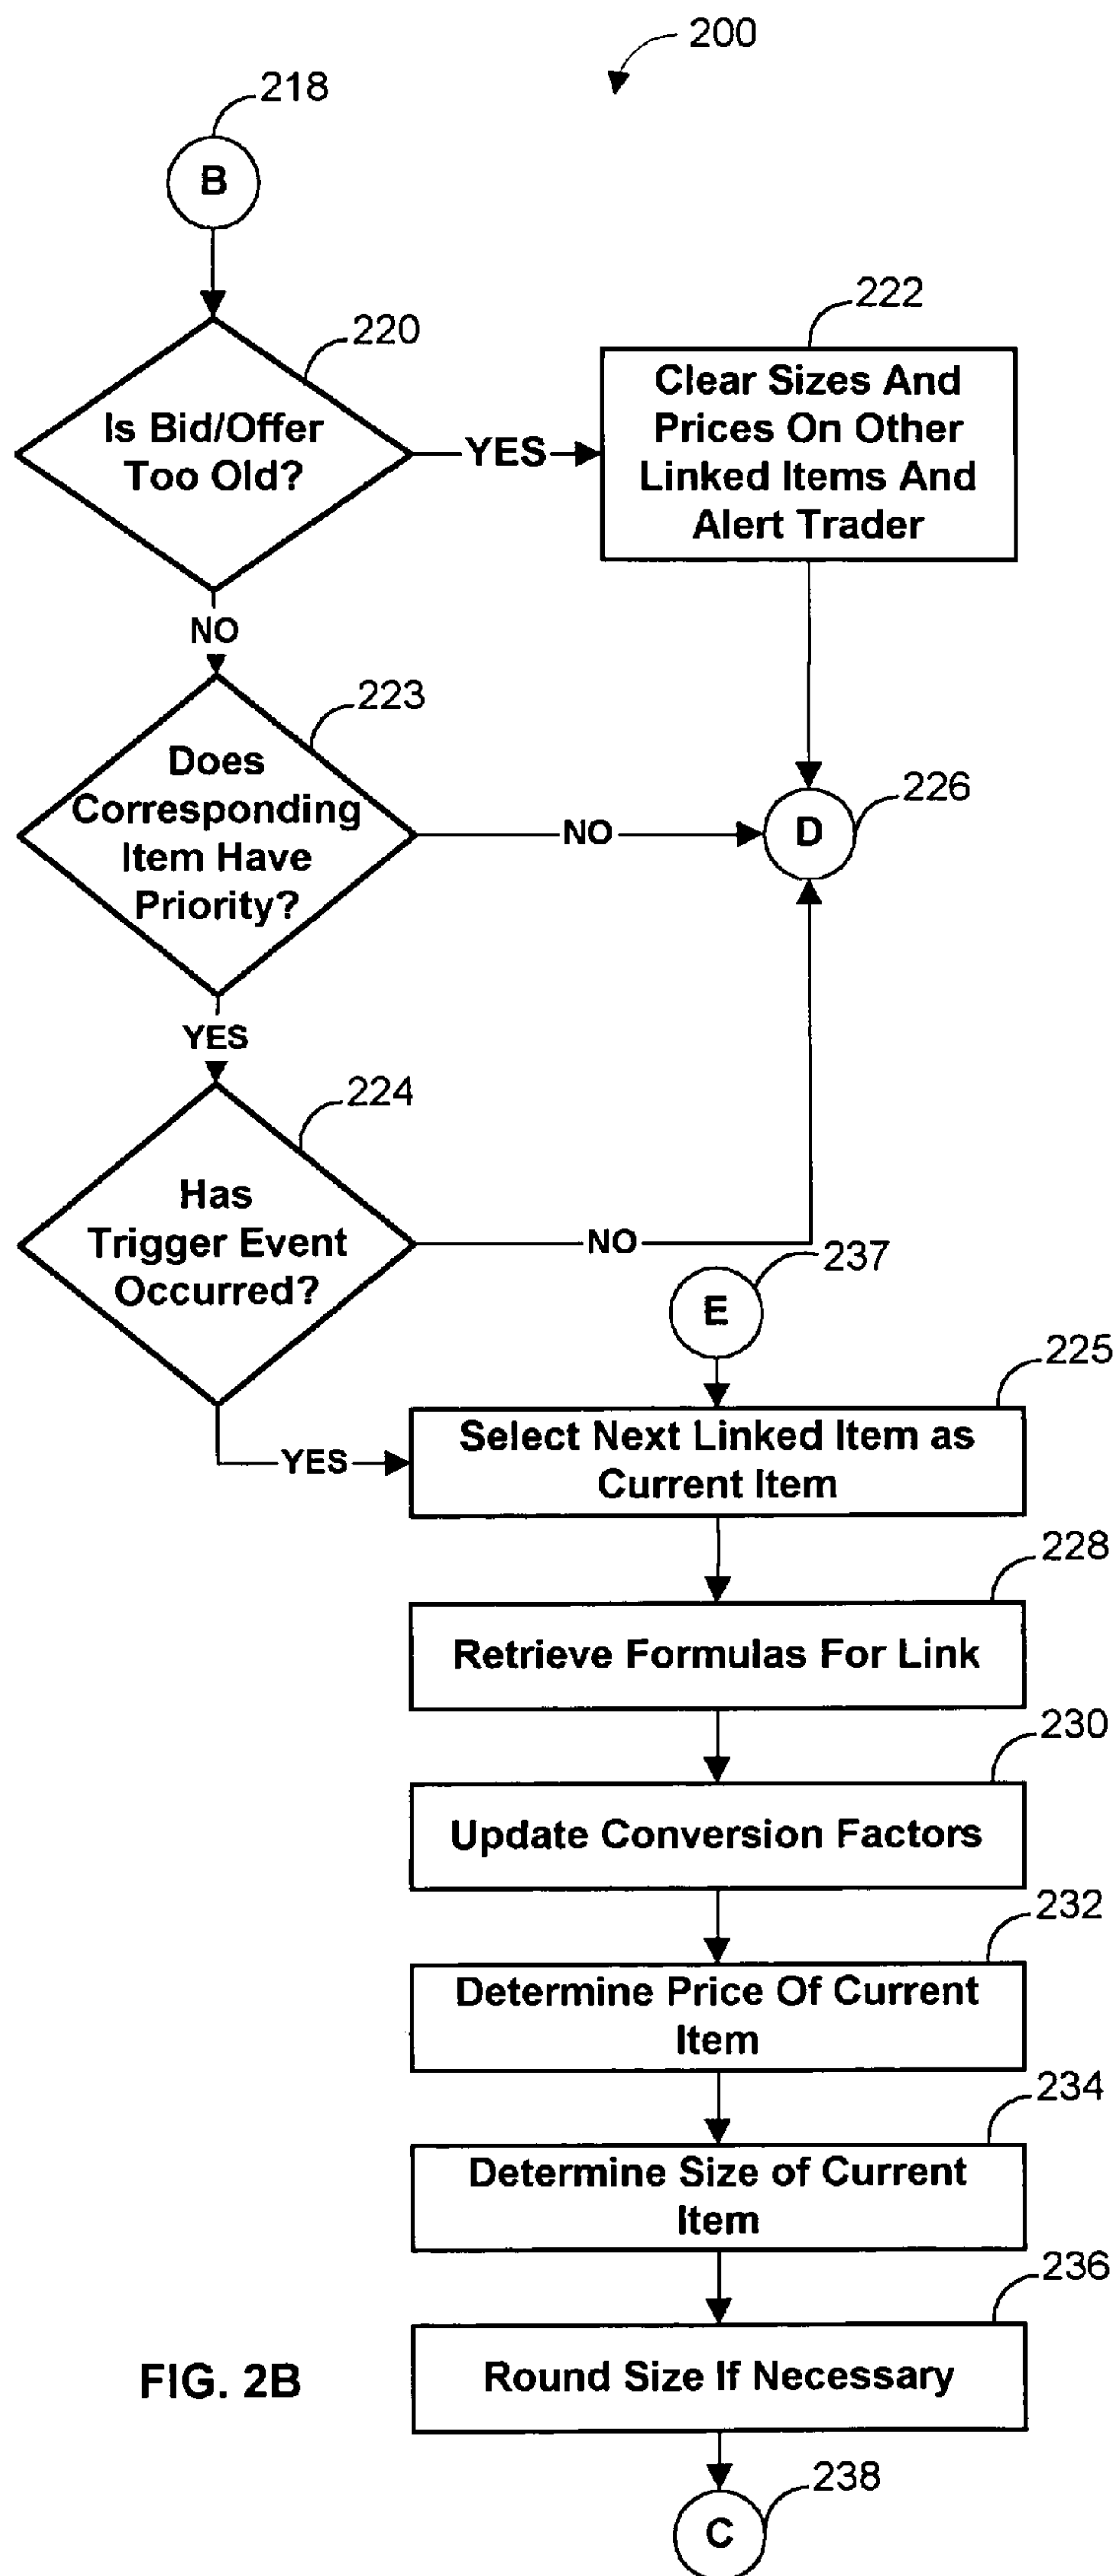 200
218
B
220
Is Bid/Offer
Too Old?
YES
222
Clear Sizes And
Prices On Other
Linked Items And
Alert Trader
NO
223
Does
Corresponding
Item Have
Priority?
NO
226
D
YES
224
Has
Trigger Event
Occurred?
NO
237
E
225
YES
Select Next Linked Item as
Current Item
228
Retrieve Formulas For Link
230
Update Conversion Factors
232
Determine Price Of Current
Item
234
Determine Size of Current
Item
236
Round Size If Necessary
FIG. 2B
238
C